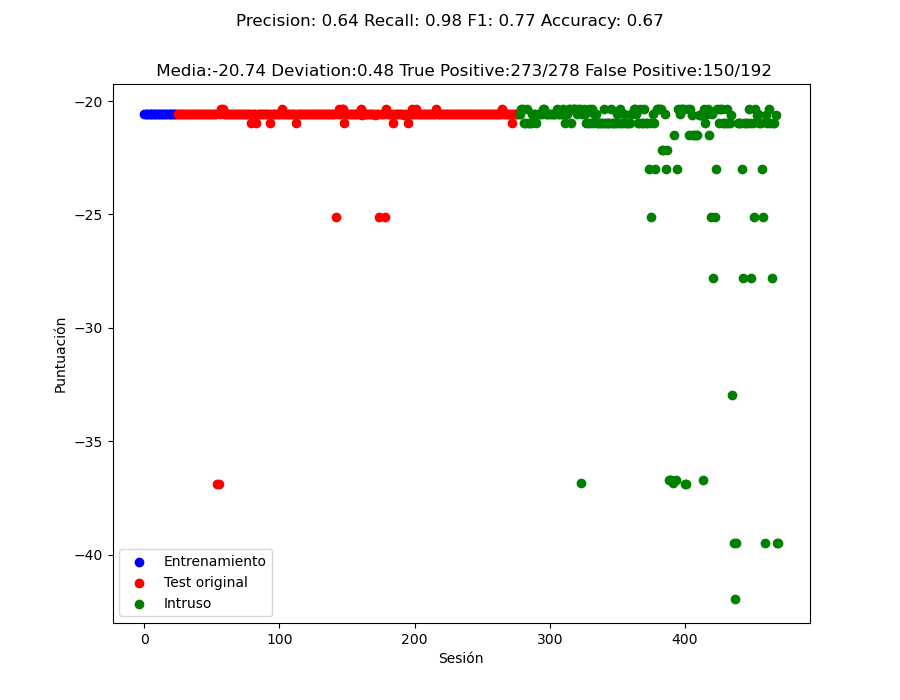 Precision: 0.64 Recall: 0.98 F1: 0.77 Accuracy: 0.67
Media:-20.74 Deviation:0.48 True Positive:273/278 False Positive:150/192
−20
−25
−30
−35
−40
Puntuación
Entrenamiento
Test original
Intruso
0
100
200
300
400
Sesión